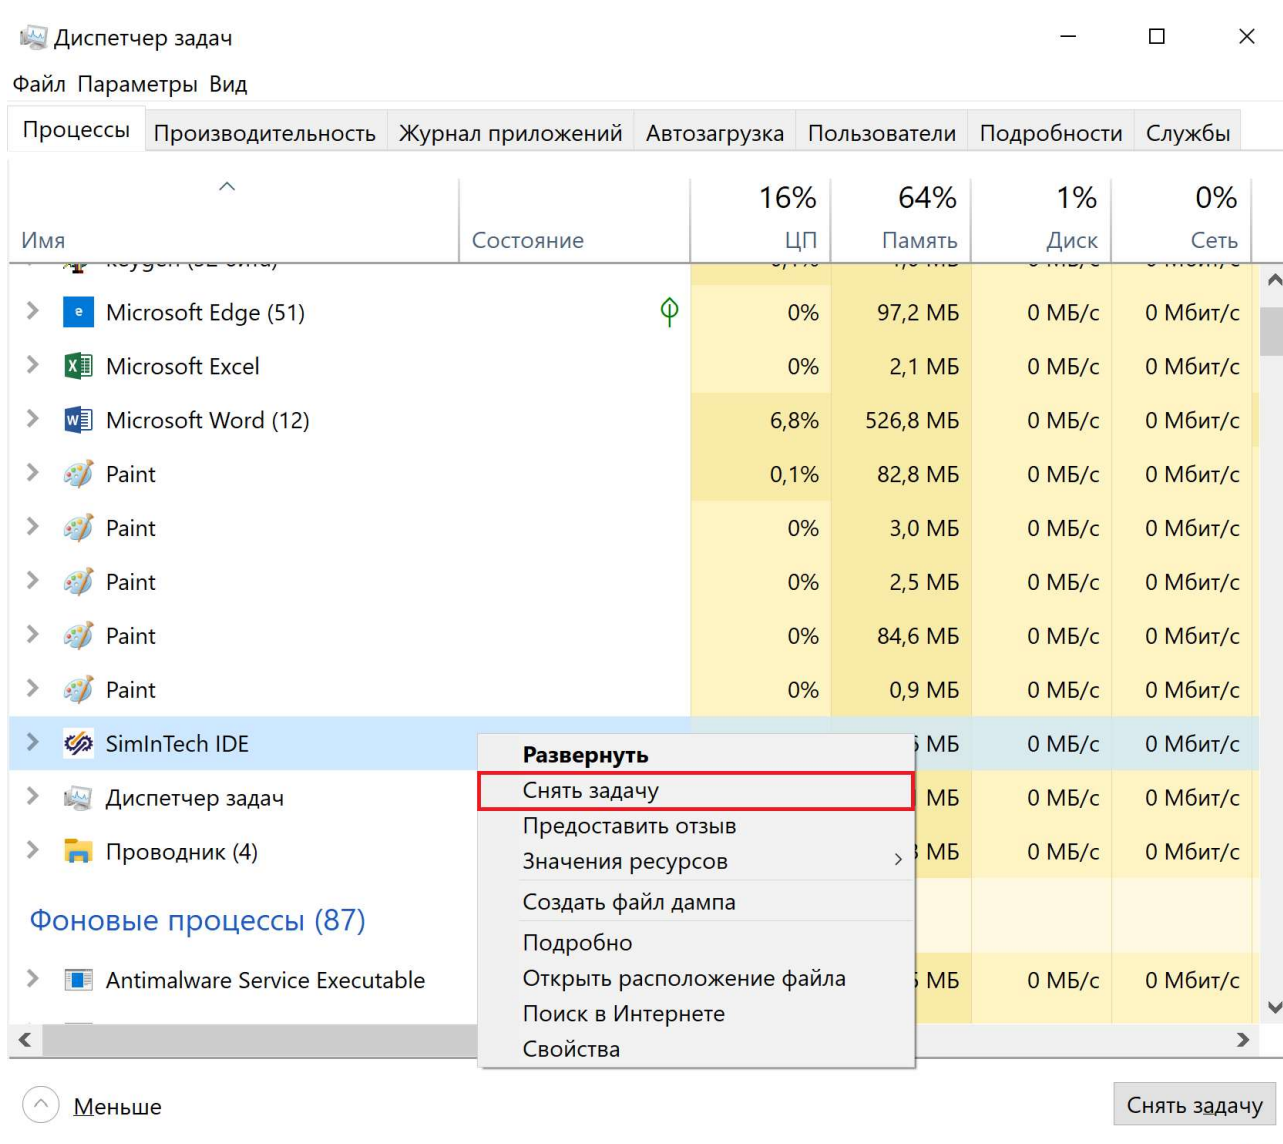 Диспетчер задач
Файл Параметры Вид
Процессы Производительность Журнал приложений Автозагрузка Пользователи Подробности Службы
16% 64% 1% 0%
Имя Состояние ЦП Память Диск Сеть
Microsoft Edge (51) 0% 97,2 МБ 0 МБ/с 0 Мбит/с
Microsoft Excel 0% 2,1 МБ 0 МБ/с 0 Мбит/с
Microsoft Word (12) 6,8% 526,8 МБ 0 МБ/с 0 Мбит/с
Paint 0,1% 82,8 МБ 0 МБ/с 0 Мбит/с
Paint 0% 3,0 МБ 0 МБ/с 0 Мбит/с
Paint 0% 2,5 МБ 0 МБ/с 0 Мбит/с
Paint 0% 84,6 МБ 0 МБ/с 0 Мбит/с
Paint 0% 0,9 МБ 0 МБ/с 0 Мбит/с
SimInTech IDE МБ 0 МБ/с 0 Мбит/с
Диспетчер задач МБ 0 МБ/с 0 Мбит/с
Проводник (4) МБ 0 МБ/с 0 Мбит/с
Фоновые процессы (87)
Antimalware Service Executable МБ 0 МБ/с 0 Мбит/с
Развернуть
Снять задачу
Предоставить отзыв
Значения ресурсов
Создать файл дампа
Подробно
Открыть расположение файла
Поиск в Интернете
Свойства
Меньше
Снять задачу